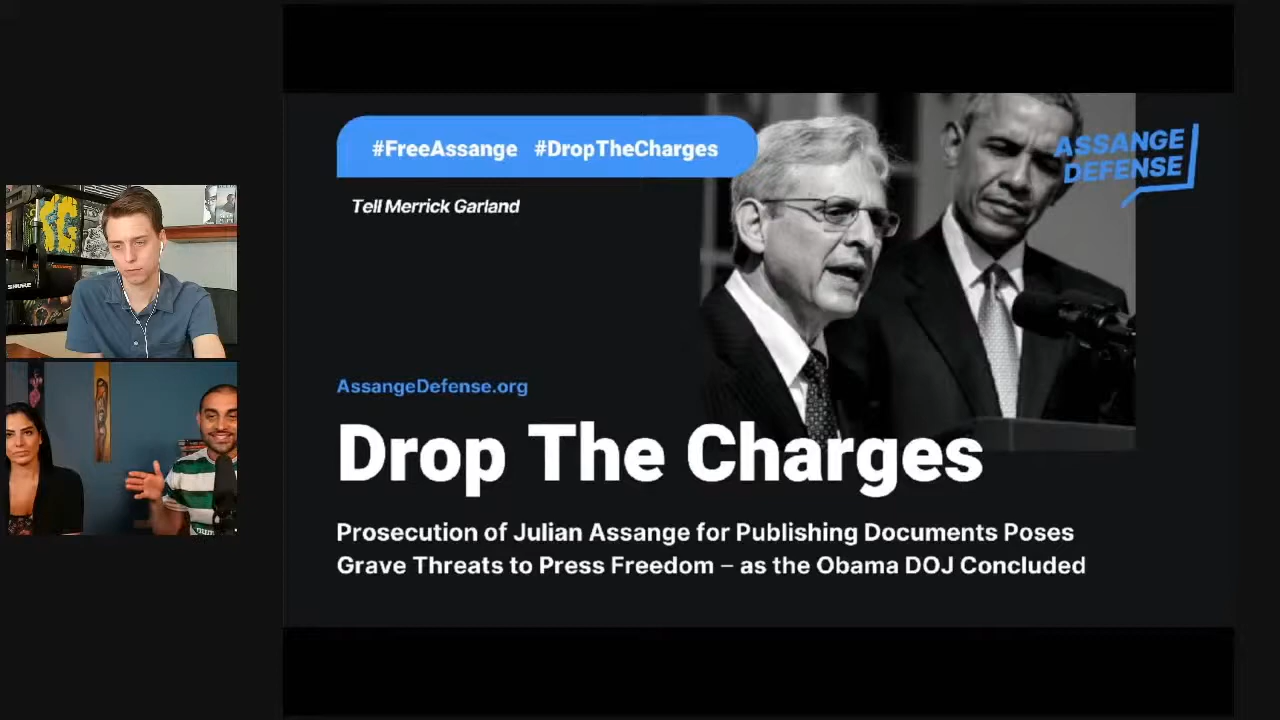 #FreeAssange #DropTheCharges
ASSANGE
DEFENSE
Tell Merrick Garland
SHURE
AssangeDefense.org
Drop The Charges
Prosecution of Julian Assange for Publishing Documents Poses
Grave Threats to Press Freedom – as the Obama DOJ Concluded